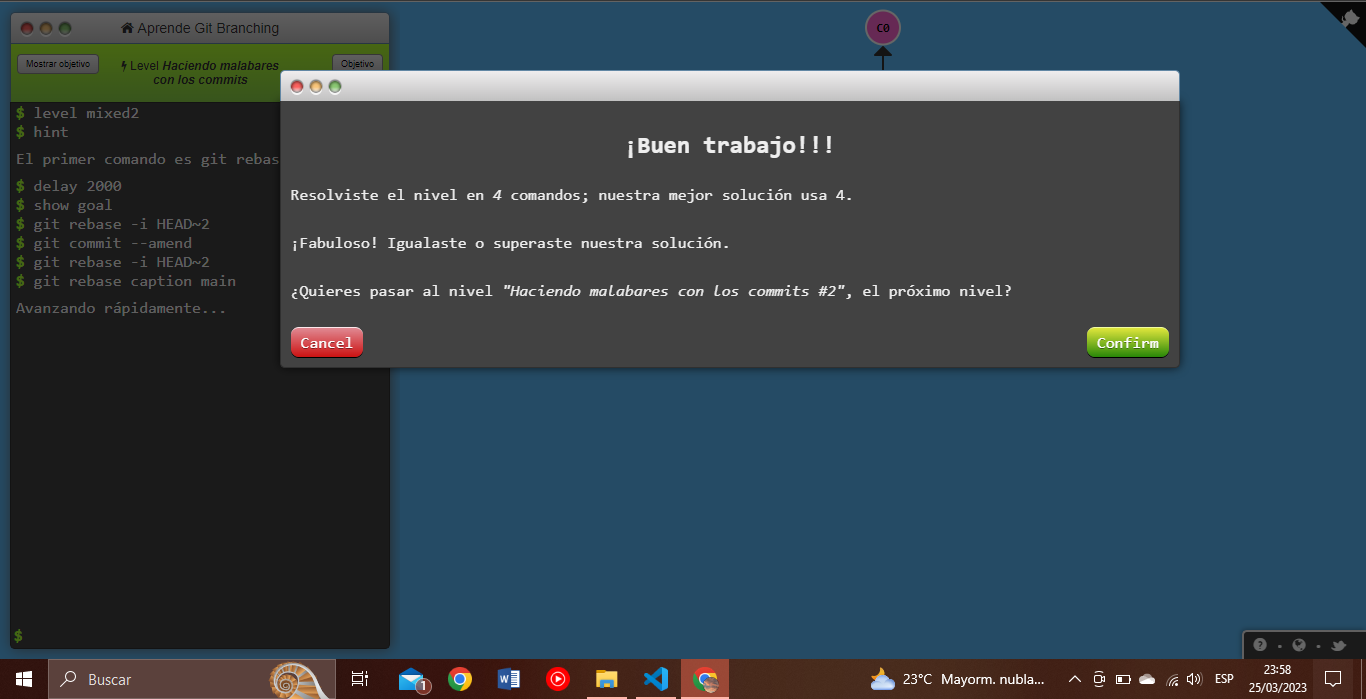 Aprende Git Branching
C0
Mostrar objetivo
Level Haciendo malabares
con los commits
Objetivo
$ level mixed2
$ hint
El primer comando es git rebas
$ delay 2000
$ show goal
$ git rebase -i HEAD~2
$ git commit --amend
$ git rebase -i HEAD~2
$ git rebase caption main
Avanzando rápidamente...
$
¡Buen trabajo!!!
Resolviste el nivel en 4 comandos; nuestra mejor solución usa 4.
¡Fabuloso! Igualaste o superaste nuestra solución.
¿Quieres pasar al nivel "Haciendo malabares con los commits #2", el próximo nivel?
Cancel
Confirm
Buscar
1
23°C Mayorm. nubla...
ESP
23:58
25/03/2023